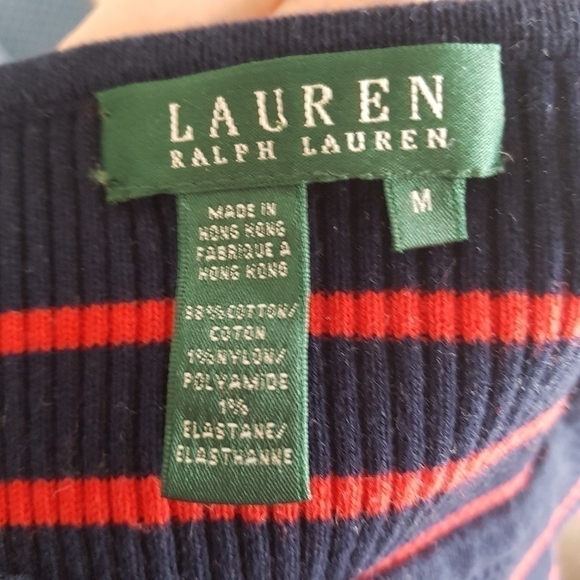 LAUREN
RALPH LAUREN
M
MADE IN
HONG KONG
FABRIQUE A
HONG KONG
98%COTTON/
COTON
1%NYLON/
POLYAMIDE
1%
ELASTANE/
ELASTHANNE